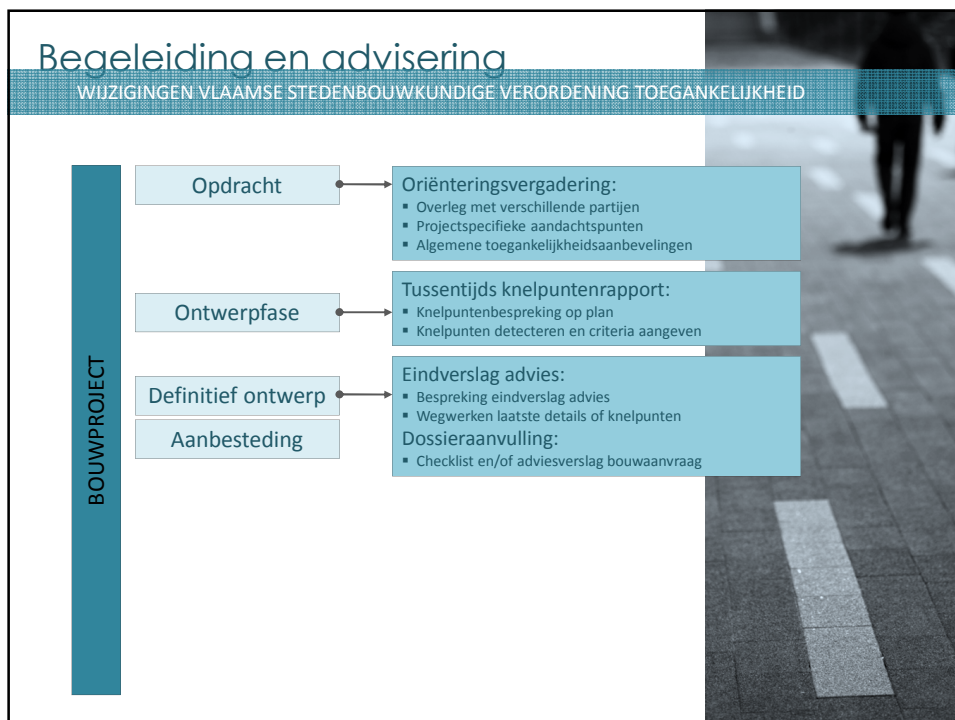 Begeleiding en advisering
WIJZIGINGEN VLAAMSE STEDENBOUWKUNDIGE VERORDENING TOEGANKELIJKHEID
BOUWPROJECT
Opdracht
Oriënteringsvergadering:
▪ Overleg met verschillende partijen
▪ Projectspecifieke aandachtspunten
▪ Algemene toegankelijkheidsaanbevelingen
Ontwerpfase
Tussentijds knelpuntenrapport:
▪ Knelpuntenbespreking op plan
▪ Knelpunten detecteren en criteria aangeven
Definitief ontwerp
Eindverslag advies:
▪ Bespreking eindverslag advies
▪ Wegwerken laatste details of knelpunten
Aanbesteding
Dossieraanvulling:
▪ Checklist en/of adviesverslag bouwaanvraag